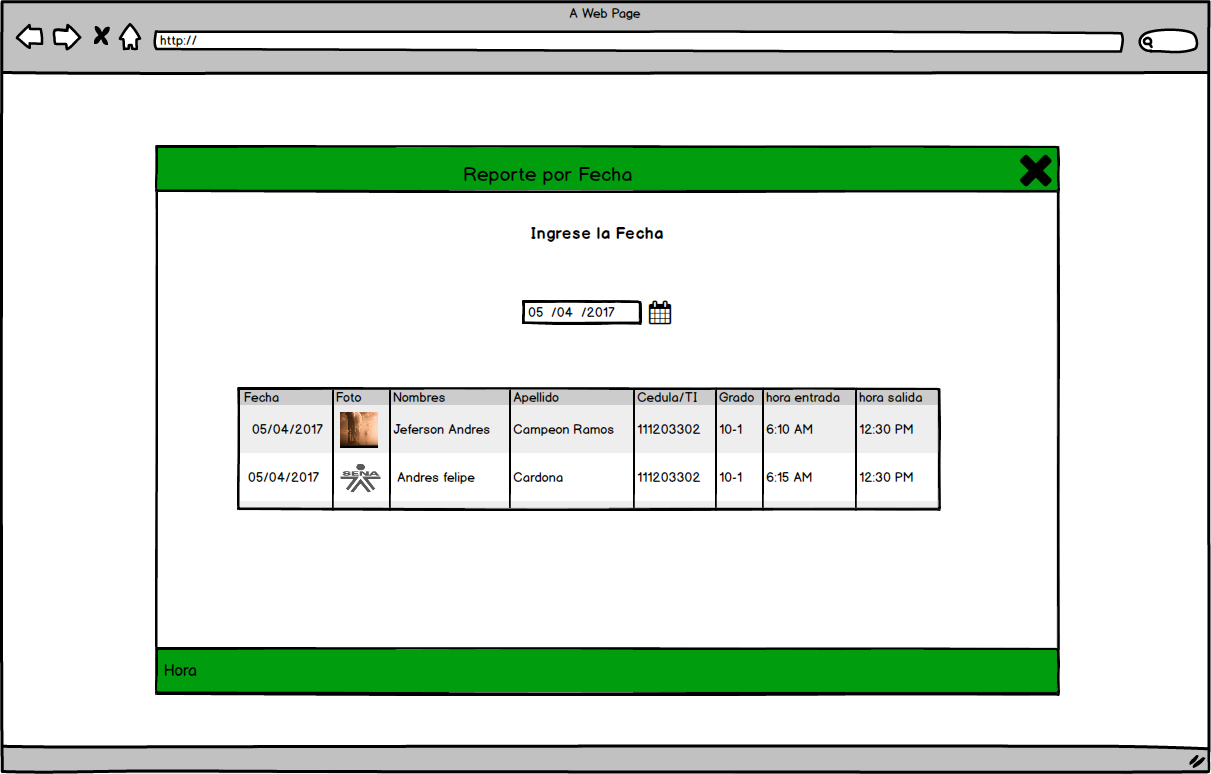 A Web Page
http://
Reporte por Fecha
Ingrese la Fecha
05 /04 /2017
Fecha Foto Nombres Apellido Cedula/TI Grado hora entrada hora salida
05/04/2017 Jeferson Andres Campeon Ramos 111203302 10-1 6:10 AM 12:30 PM
05/04/2017 SENA Andres felipe Cardona 111203302 10-1 6:15 AM 12:30 PM
Hora